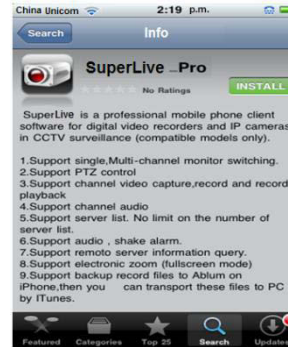 China Unicom 2:19 p.m.
Search Info
SuperLive - Pro
No Ratings INSTALL
SuperLive is a professional mobile phone client
software for digital video recorders and IP cameras
in CCTV surveillance (compatible models only).
1.Support single,Multi-channel monitor switching.
2.Support PTZ control
3.Support channel video capture,record and record
playback
4.Support channel audio
5.Support server list. No limit on the number of
server list.
6.Support audio , shake alarm.
7.Support remoto server information query.
8.Support electronic zoom (fullscreen mode)
9.Support backup record files to Ablum on
iPhone,then you can transport these files to PC
by ITunes.
Featured Categories Top 25 Search Updates